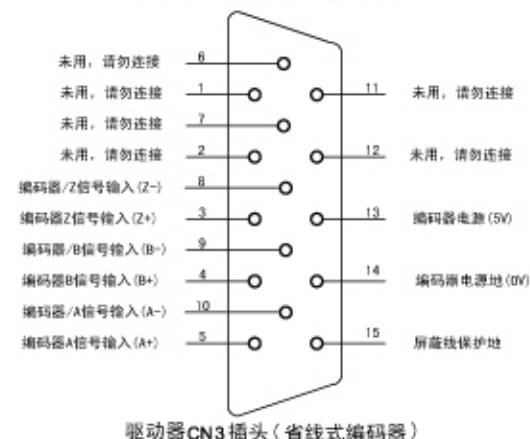 未用，请勿连接 6
未用，请勿连接 1
11 未用，请勿连接
未用，请勿连接 7
未用，请勿连接 2
12 未用，请勿连接
编码器/Z信号输入(Z-) 8
编码器Z信号输入(Z+) 3
13 编码器电源(5V)
编码器/B信号输入(B-) 9
编码器B信号输入(B+) 4
14 编码器电源地(0V)
编码器/A信号输入(A-) 10
编码器A信号输入(A+) 5
15 屏蔽线保护地
驱动器CN3插头(省线式编码器)